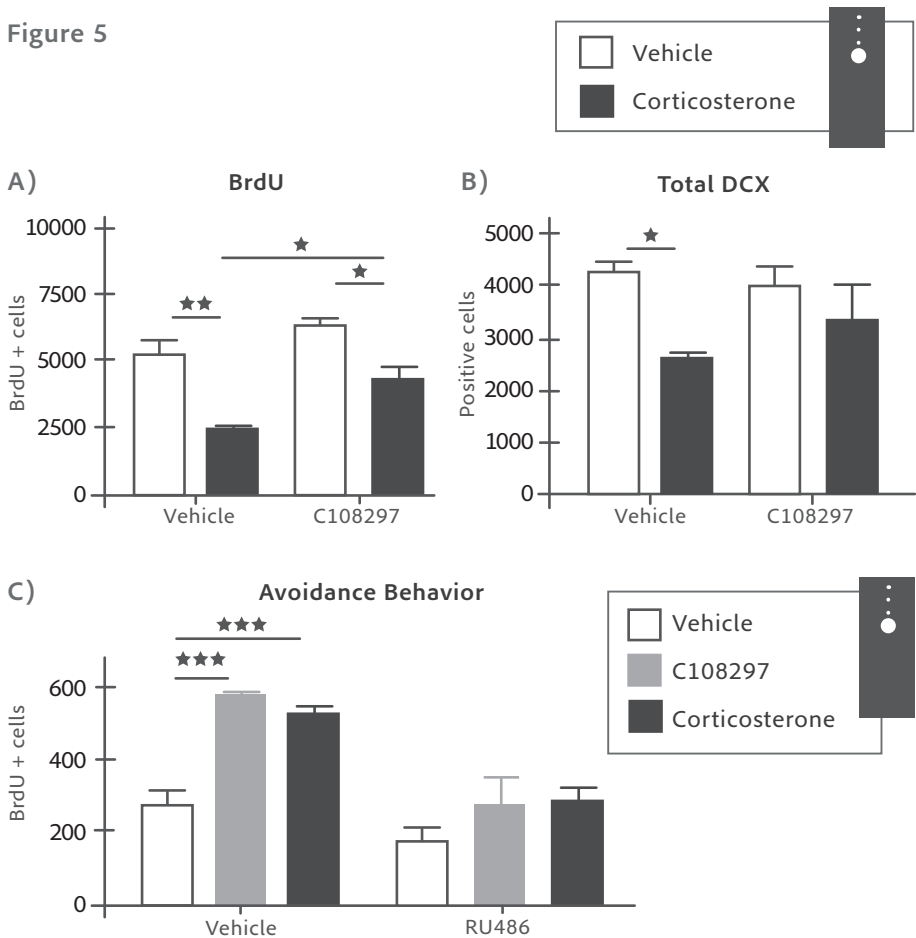 Figure 5
Vehicle
Corticosterone
A)
BrdU
BrdU + cells
10000
7500
5000
2500
0
★★
★
★
Vehicle
C108297
B)
Total DCX
Positive cells
5000
4000
3000
2000
1000
0
★
Vehicle
C108297
C)
Avoidance Behavior
BrdU + cells
600
400
200
0
★★★
★★★
Vehicle
RU486
Vehicle
C108297
Corticosterone